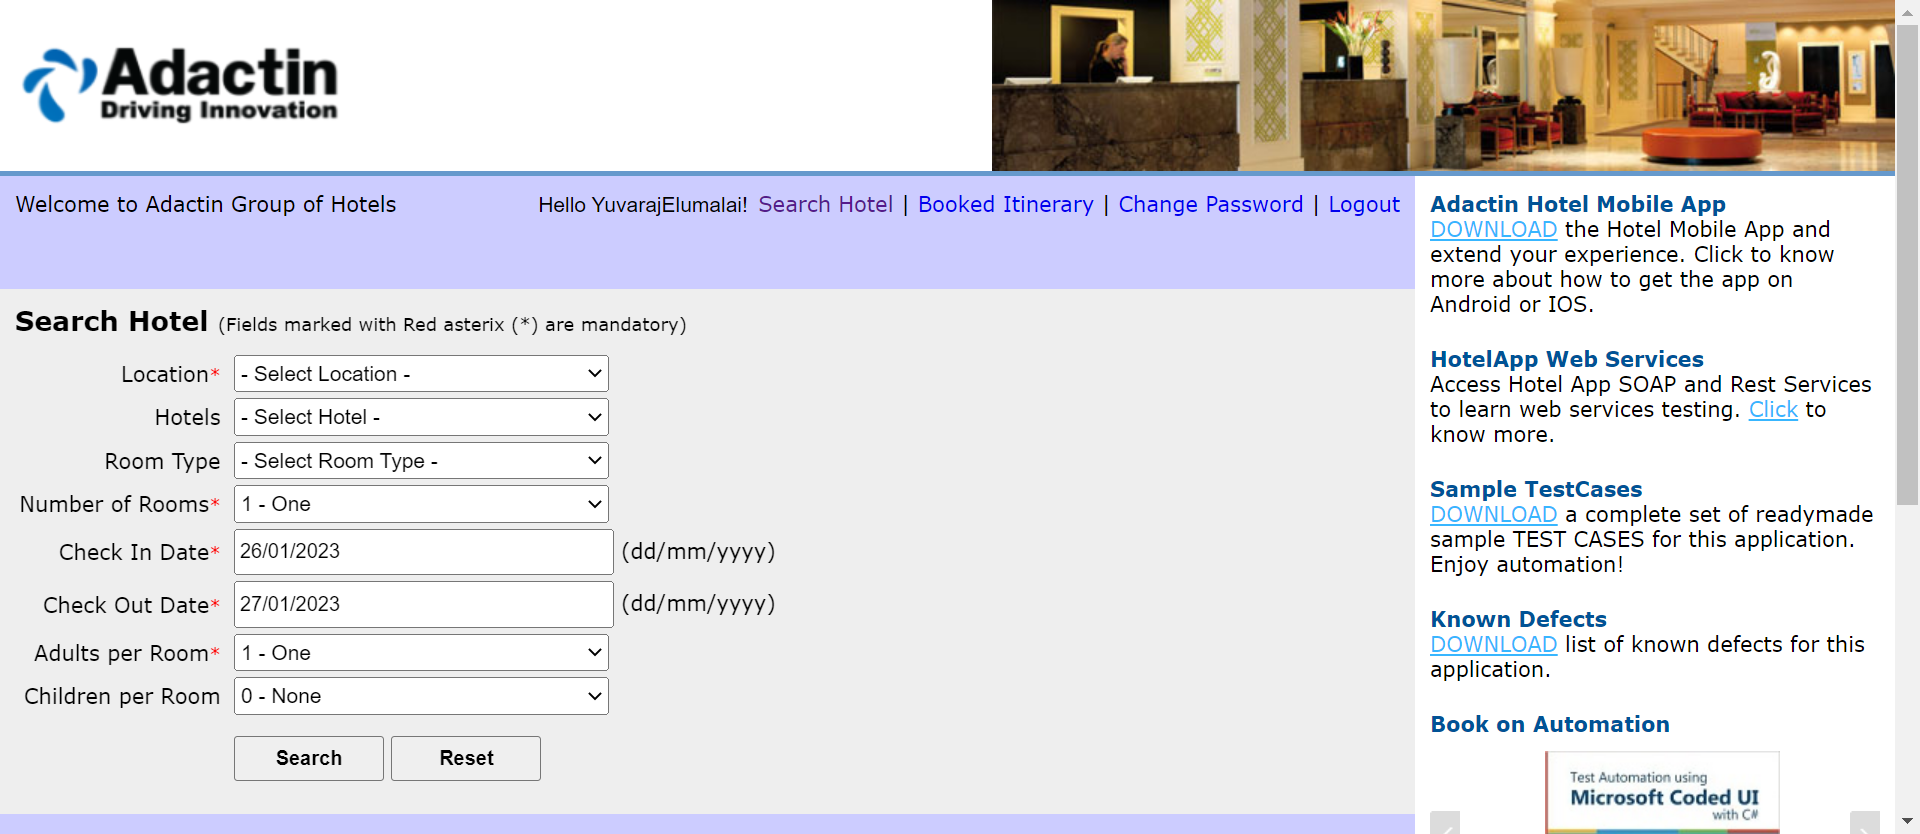 Adactin
Driving Innovation
Welcome to Adactin Group of Hotels
Hello YuvarajElumalai! Search Hotel | Booked Itinerary | Change Password | Logout
Search Hotel (Fields marked with Red asterix (*) are mandatory)
Location* - Select Location -
Hotels - Select Hotel -
Room Type - Select Room Type -
Number of Rooms* 1 - One
Check In Date* 26/01/2023 (dd/mm/yyyy)
Check Out Date* 27/01/2023 (dd/mm/yyyy)
Adults per Room* 1 - One
Children per Room 0 - None
Search Reset
Adactin Hotel Mobile App
DOWNLOAD the Hotel Mobile App and
extend your experience. Click to know
more about how to get the app on
Android or IOS.
HotelApp Web Services
Access Hotel App SOAP and Rest Services
to learn web services testing. Click to
know more.
Sample TestCases
DOWNLOAD a complete set of readymade
sample TEST CASES for this application.
Enjoy automation!
Known Defects
DOWNLOAD list of known defects for this
application.
Book on Automation
Test Automation using
Microsoft Coded UI
with C#